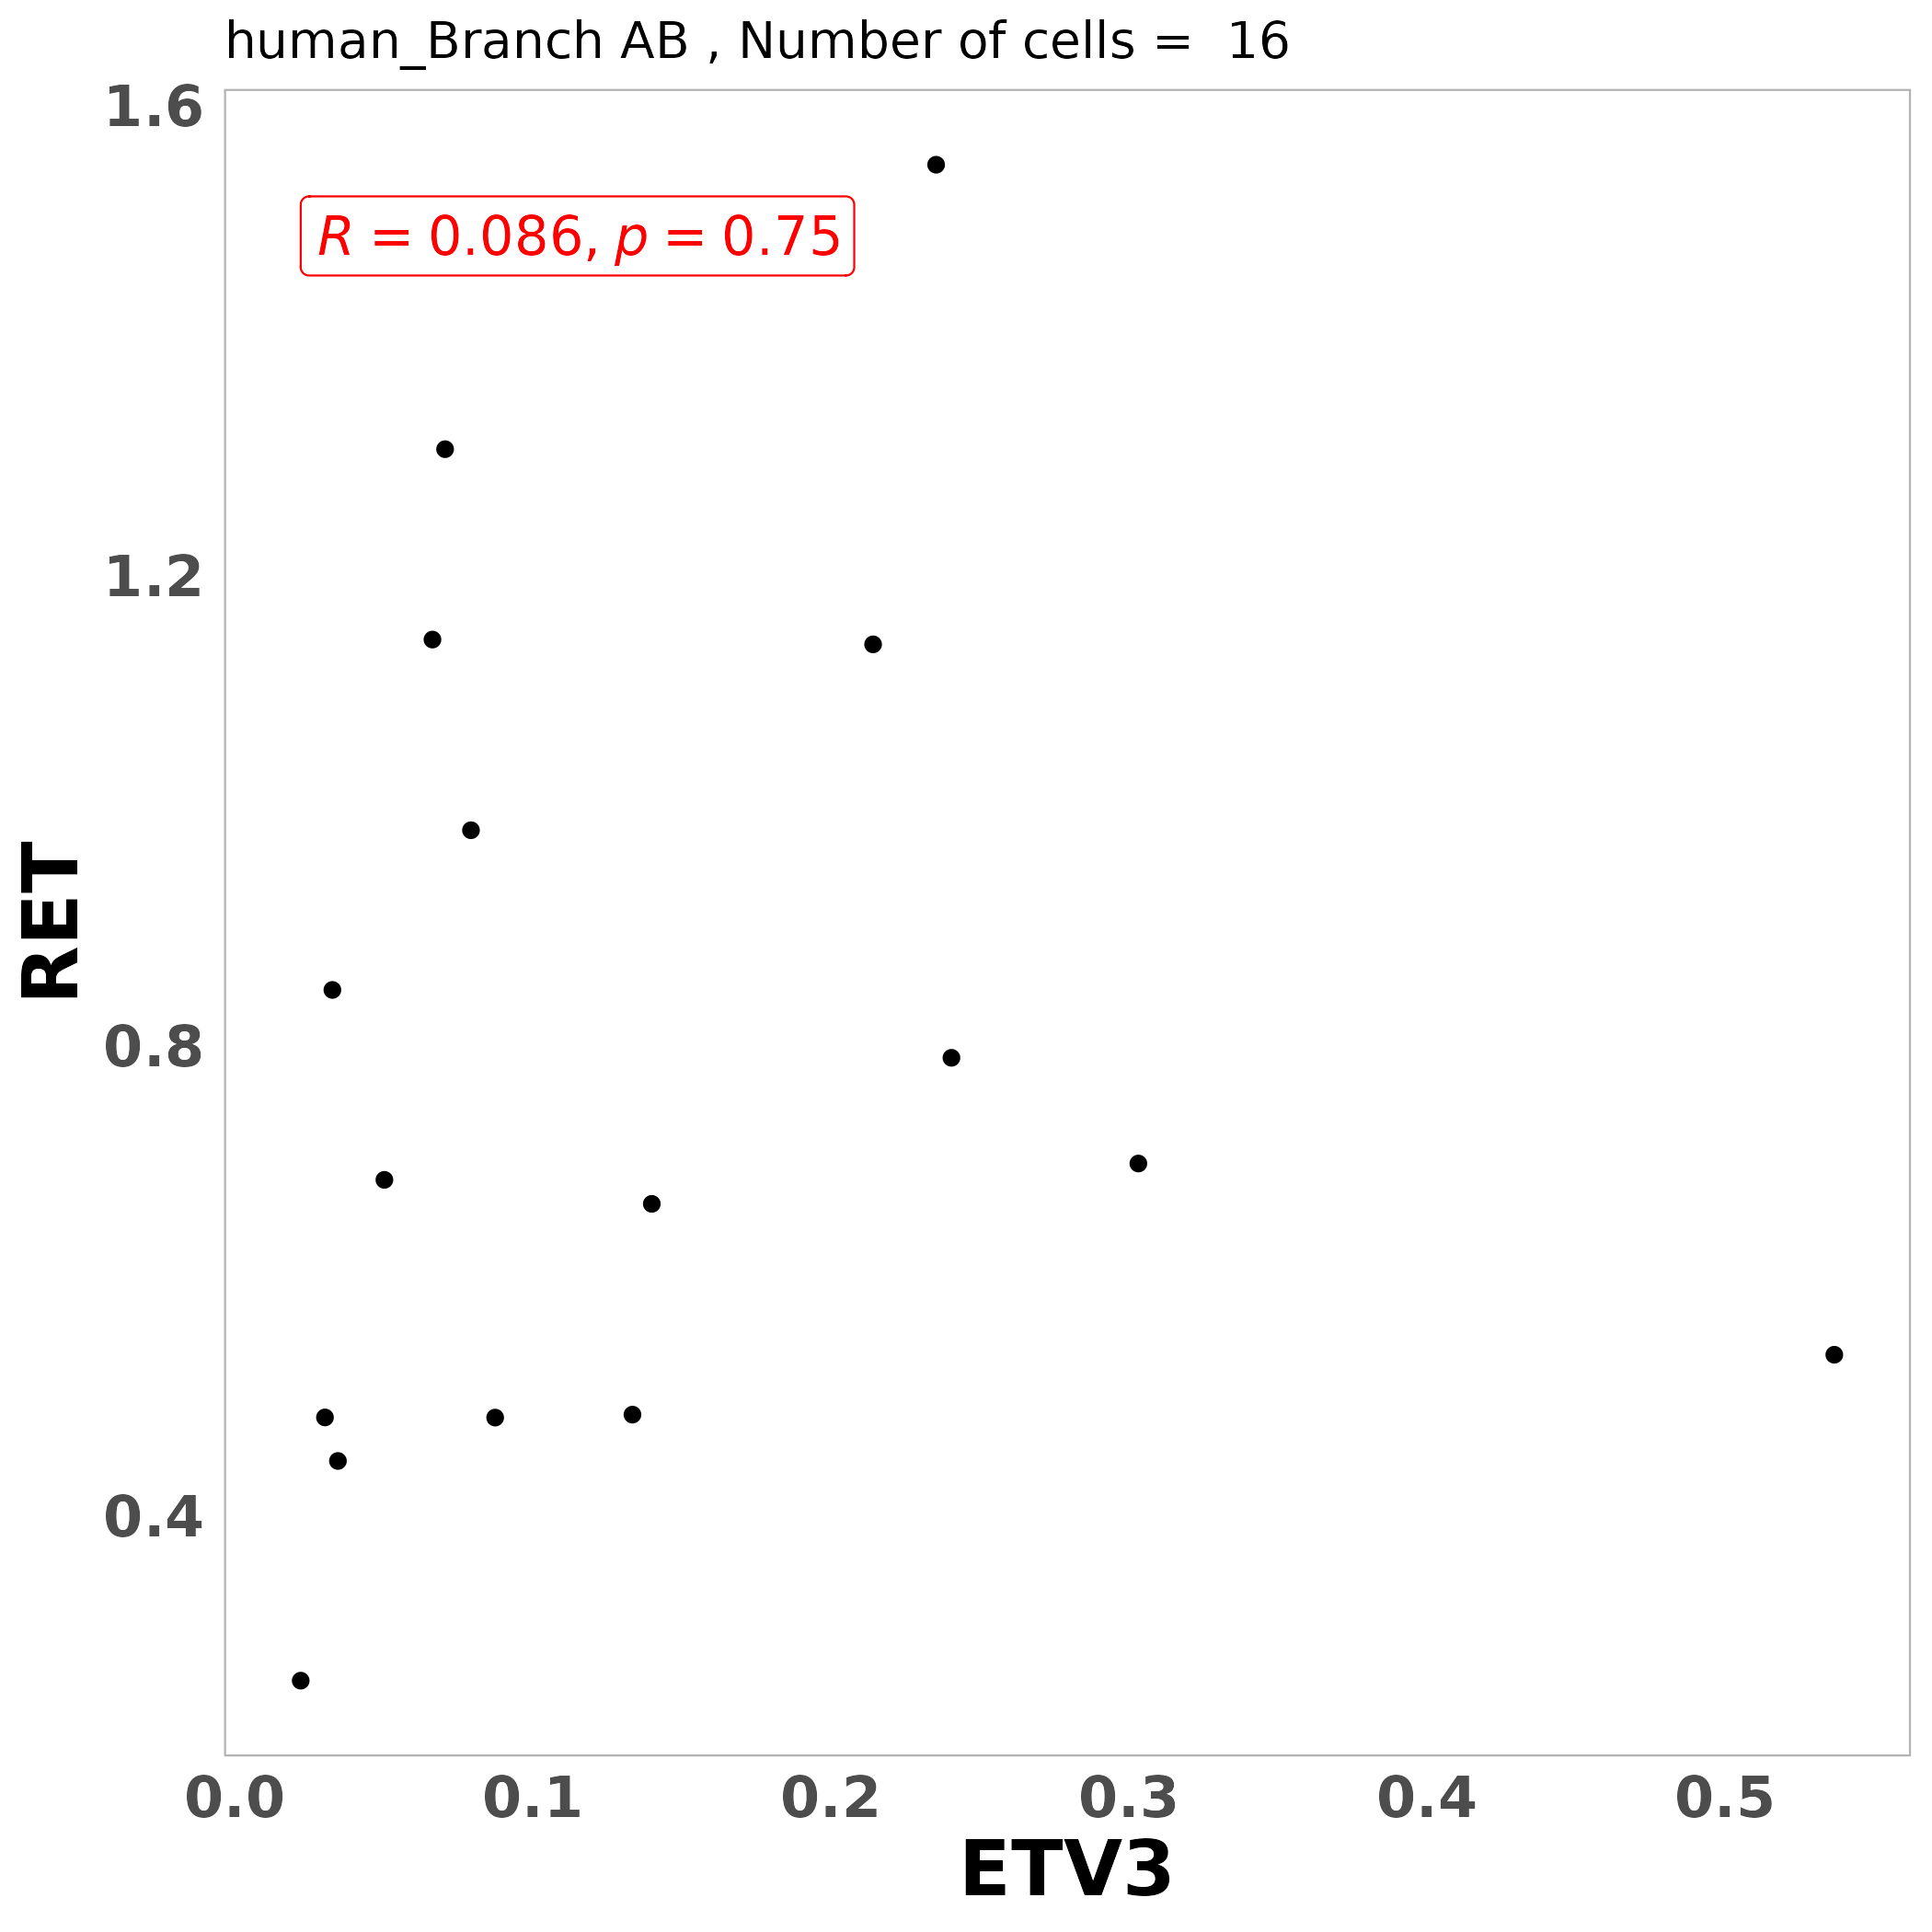 human_Branch AB , Number of cells =  16
R = 0.086, p = 0.75
RET
1.6
1.2
0.8
0.4
0.0 0.1 0.2 0.3 0.4 0.5
ETV3